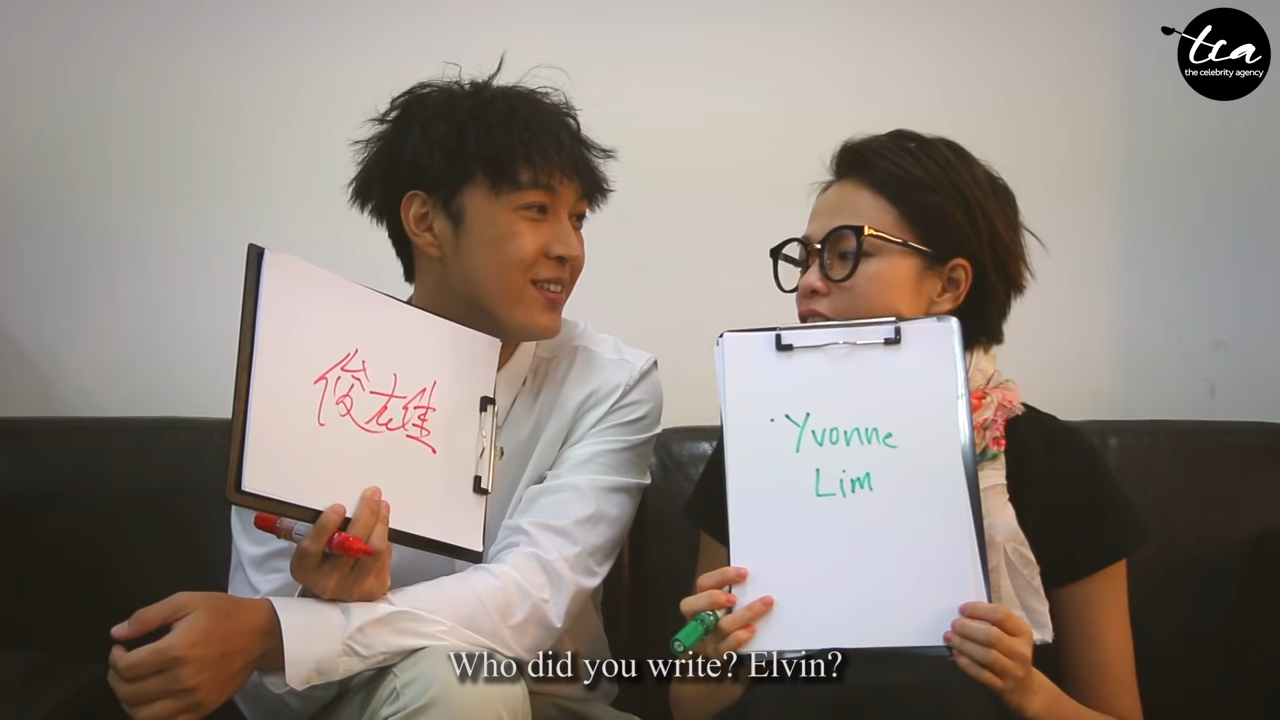 tca
the celebrity agency
俊雄
Yvonne
Lim
Who did you write? Elvin?